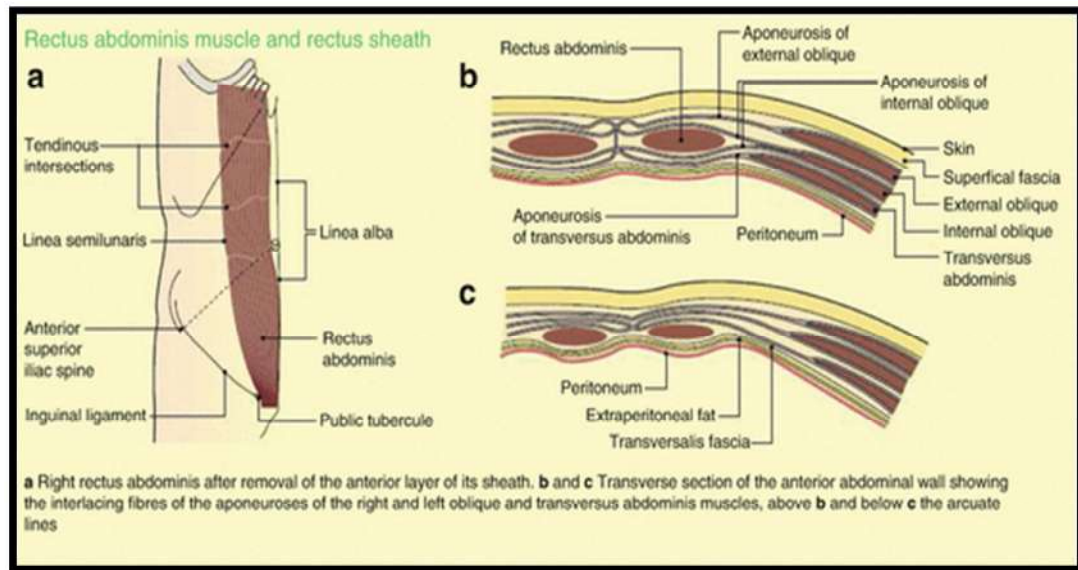 Rectus abdominis muscle and rectus sheath
a
Tendinous
intersections
Linea semilunaris
Anterior
superior
iliac spine
Inguinal ligament
Linea alba
Rectus
abdominis
Public tubercule
b
Rectus abdominis
Aponeurosis of
external oblique
Aponeurosis of
internal oblique
Skin
Superfical fascia
External oblique
Internal oblique
Transversus
abdominis
Aponeurosis
of transversus abdominis
Peritoneum
c
Peritoneum
Extraperitoneal fat
Transversalis fascia
a Right rectus abdominis after removal of the anterior layer of its sheath. b and c Transverse section of the anterior abdominal wall showing
the interlacing fibres of the aponeuroses of the right and left oblique and transversus abdominis muscles, above b and below c the arcuate
lines